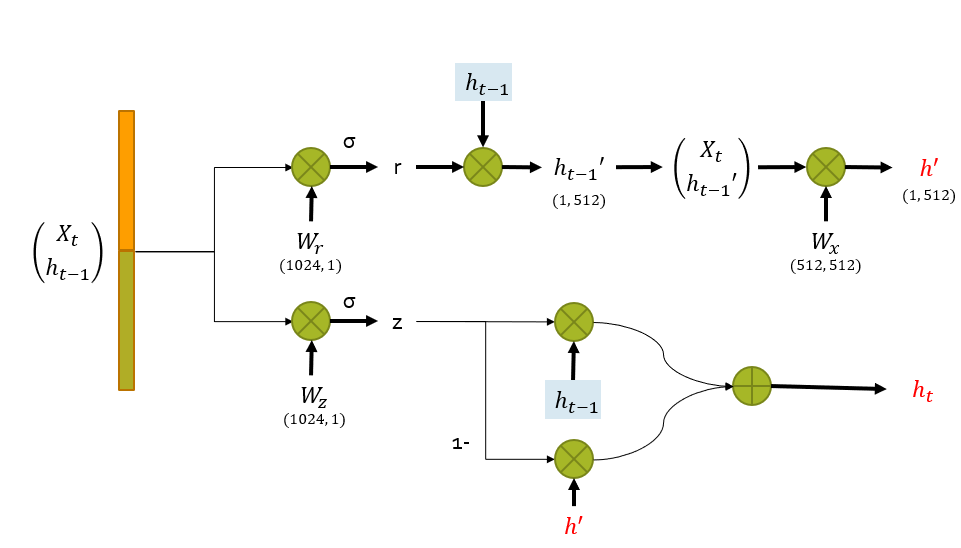 h_{t−1}
σ
r
h_{t−1}′
(1, 512)
X_t
h_{t−1}′
h′
(1, 512)
W_r
(1024, 1)
W_x
(512, 512)
X_t
h_{t−1}
σ
z
W_z
(1024, 1)
h_{t−1}
h_t
1-
h′